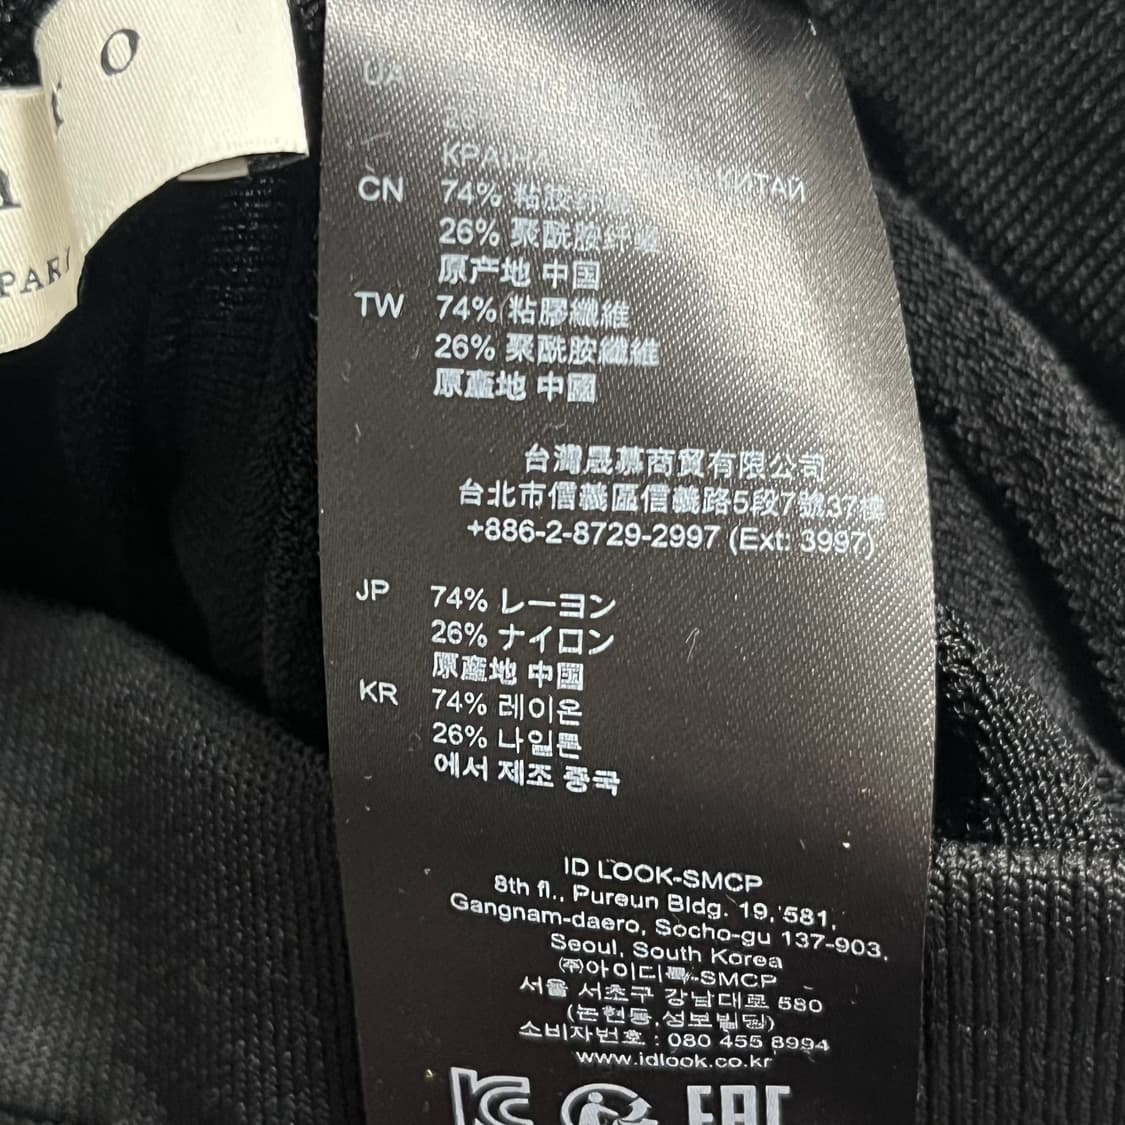 O
PARI
UA
26
КРАЇНА КИТАЙ
CN 74% 粘胶纤维
26% 聚酰胺纤维
原产地 中国
TW 74% 粘膠纖維
26% 聚酰胺纖維
原產地 中國
台灣晟慕商貿有限公司
台北市信義區信義路5段7號37樓
+886-2-8729-2997 (Ext: 3997)
JP 74% レーヨン
26% ナイロン
原産地 中国
KR 74% 레이온
26% 나일론
에서 제조 중국
ID LOOK-SMCP
8th fl., Pureun Bldg. 19, 581,
Gangnam-daero, Socho-gu 137-903,
Seoul, South Korea
㈜아이디룩-SMCP
서울 서초구 강남대로 580
(논현동,성보빌딩)
소비자번호 : 080 455 8994
www.idlook.co.kr
EAC